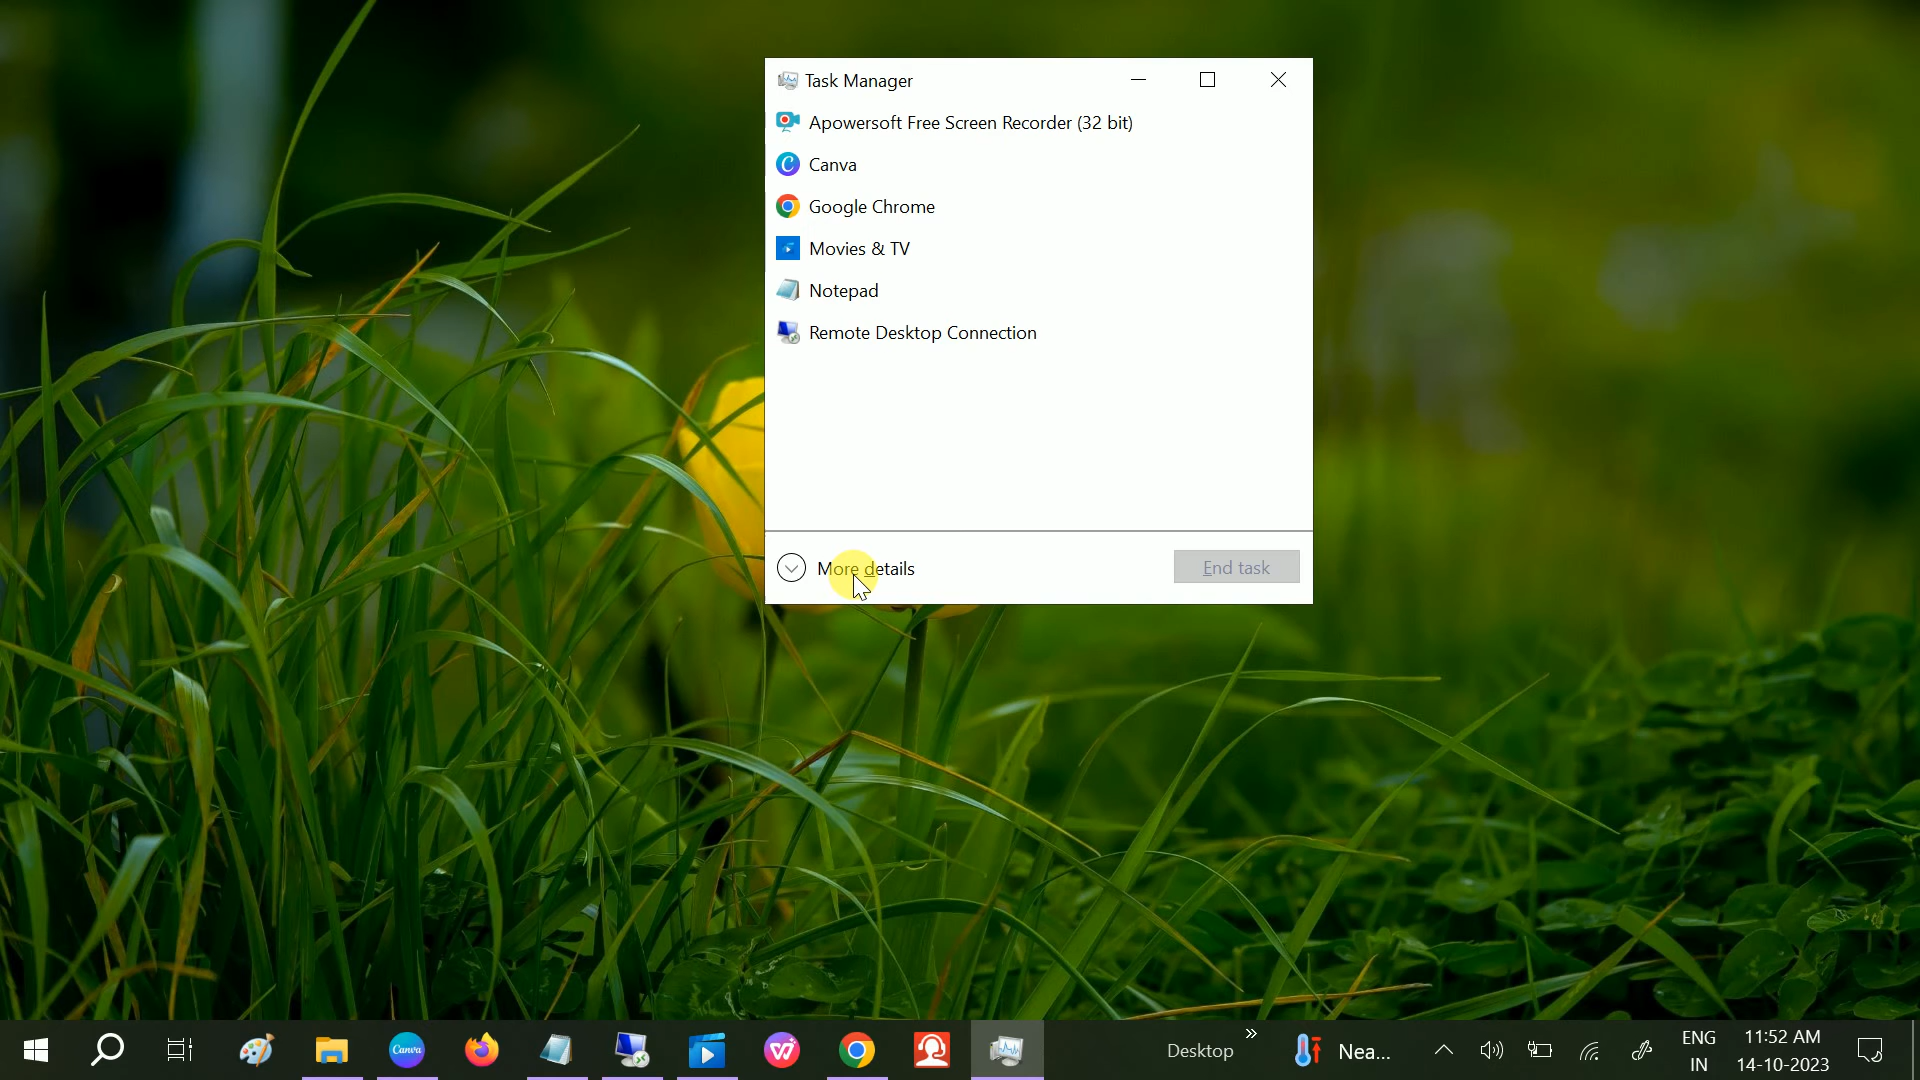 Task Manager
Apowersoft Free Screen Recorder (32 bit)
Canva
Google Chrome
Movies & TV
Notepad
Remote Desktop Connection
More details
End task
Canva
Desktop
Nea...
ENG
IN
11:52 AM
14-10-2023